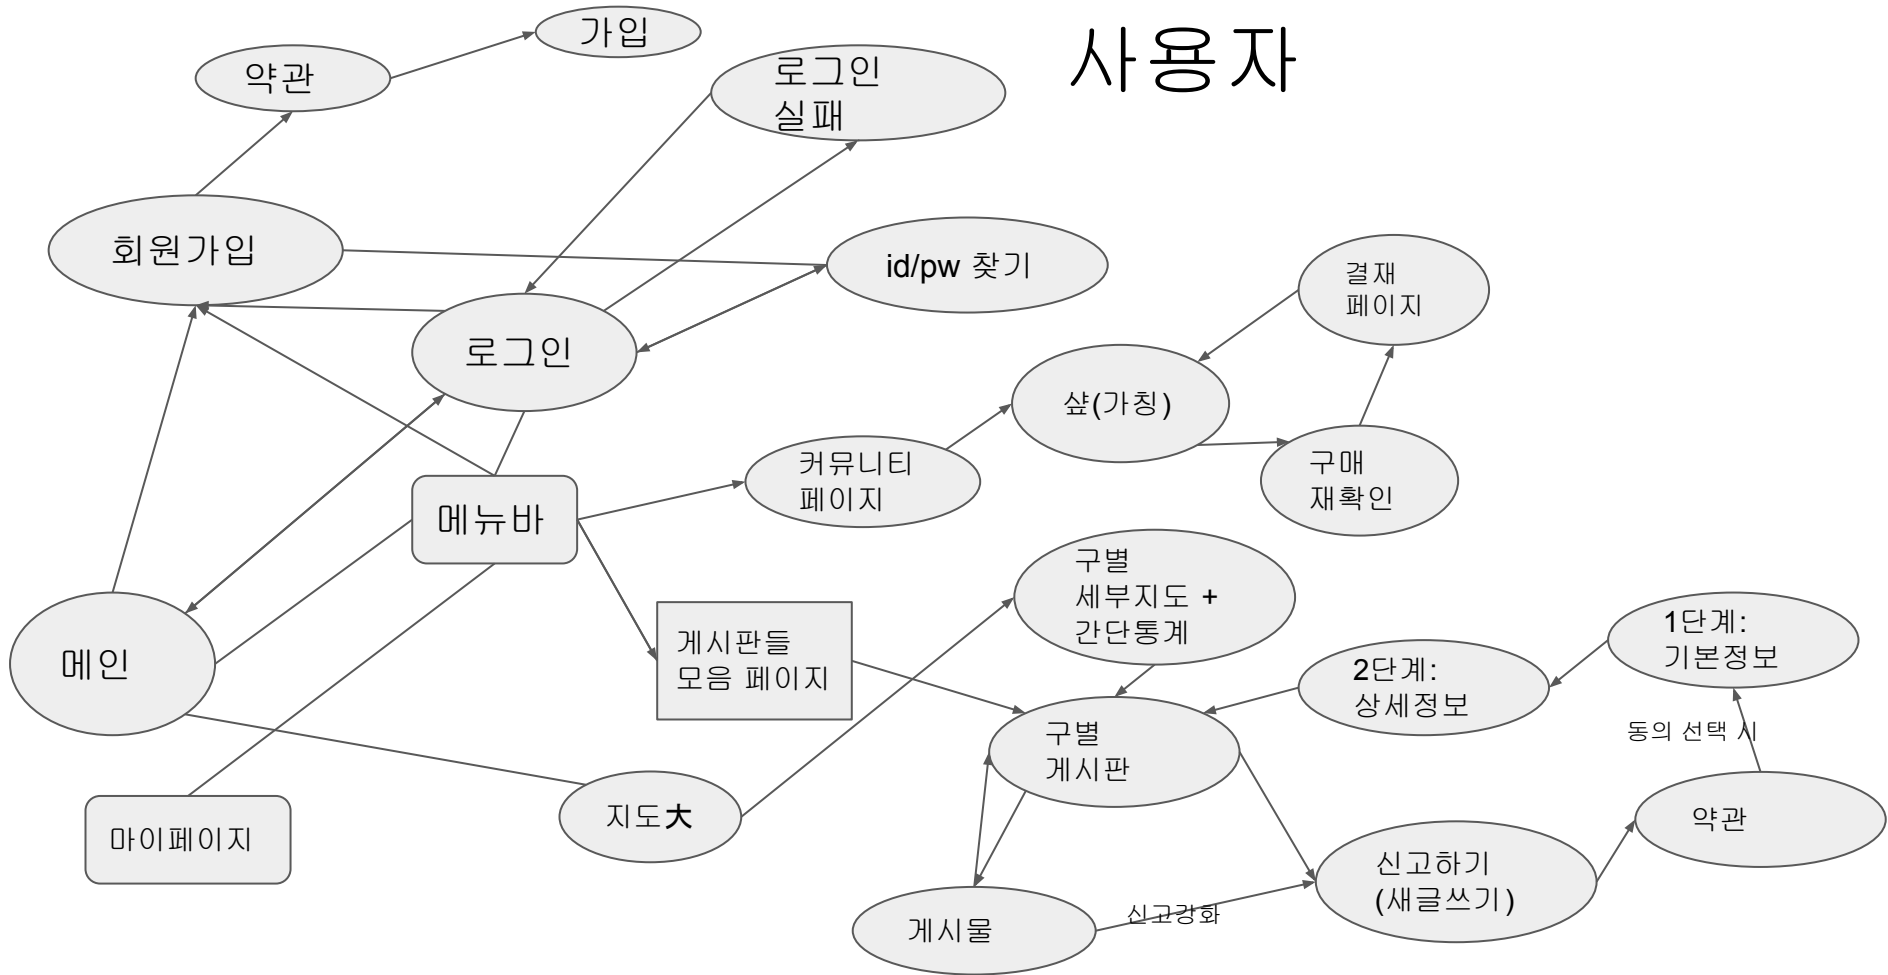 사용자
가입
약관
로그인
실패
회원가입
id/pw 찾기
결재
페이지
로그인
샾(가칭)
커뮤니티
페이지
구매
재확인
메뉴바
구별
세부지도 +
간단통계
게시판들
모음 페이지
1단계:
기본정보
2단계:
상세정보
메인
구별
게시판
동의 선택 시
지도大
마이페이지
약관
신고하기
(새글쓰기)
신고강화
게시물